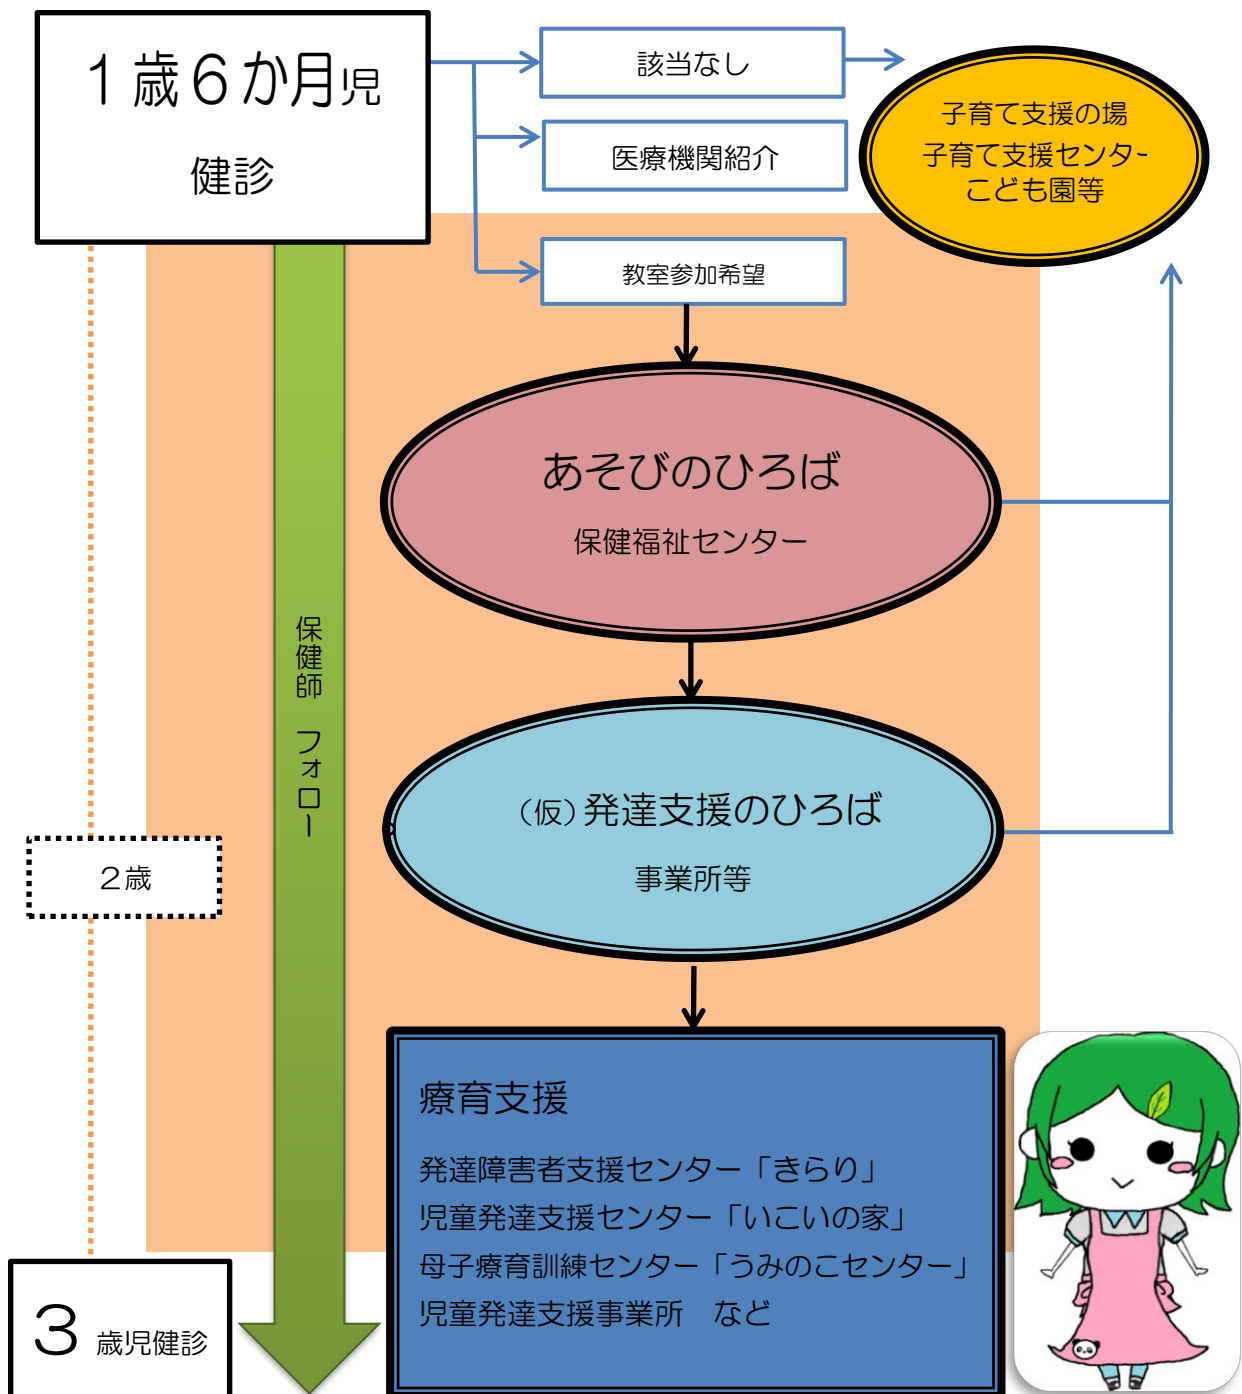 １歳６か月児
健診
該当なし
医療機関紹介
教室参加希望
子育て支援の場
子育て支援センター
こども園等
あそびのひろば
保健福祉センター
保健師　フォロー
（仮）発達支援のひろば
事業所等
２歳
療育支援
発達障害者支援センター「きらり」
児童発達支援センター「いこいの家」
母子療育訓練センター「うみのこセンター」
児童発達支援事業所　など
３歳児健診